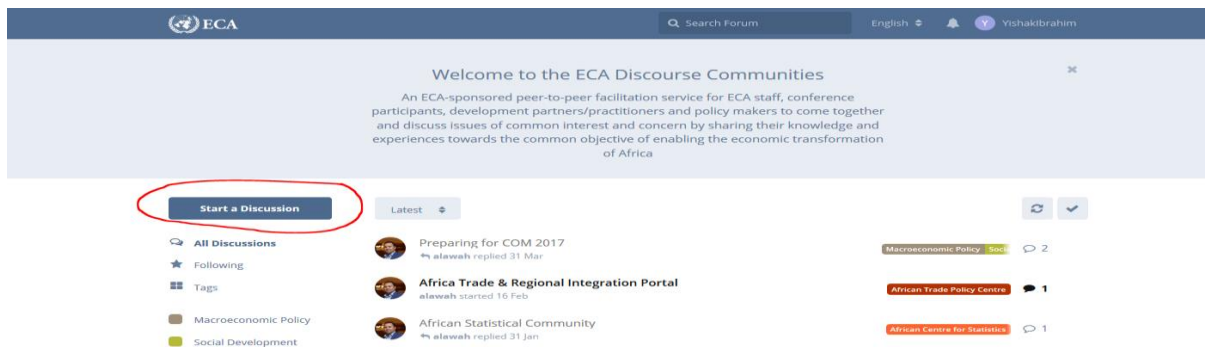 ECA
Search Forum
English
Y
YishakIbrahim
Welcome to the ECA Discourse Communities
An ECA-sponsored peer-to-peer facilitation service for ECA staff, conference
participants, development partners/practitioners and policy makers to come together
and discuss issues of common interest and concern by sharing their knowledge and
experiences towards the common objective of enabling the economic transformation
of Africa
Start a Discussion
Latest
All Discussions
Following
Tags
Macroeconomic Policy
Social Development
Preparing for COM 2017
alawah replied 31 Mar
Macroeconomic Policy
2
Africa Trade & Regional Integration Portal
alawah started 16 Feb
African Trade Policy Centre
1
African Statistical Community
alawah replied 31 Jan
African Centre for Statistics
1